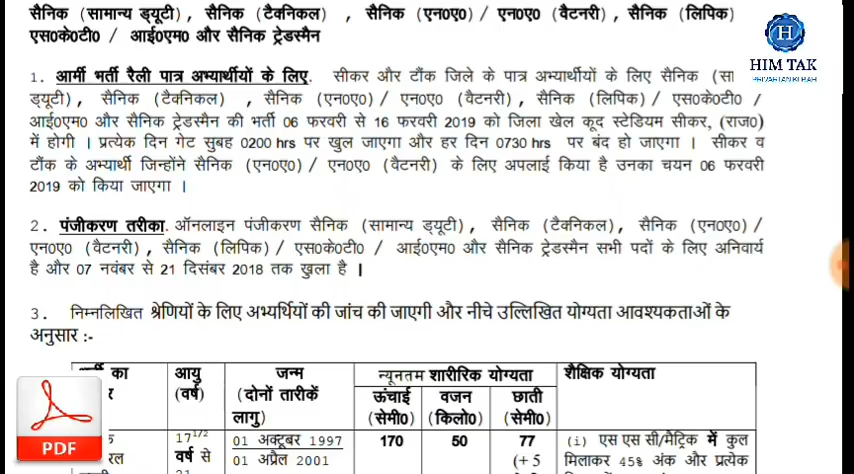 सैनिक (सामान्य ड्यूटी), सैनिक (टैक्निकल) , सैनिक (एन0ए0) / एन0ए0 (वैटनरी), सैनिक (लिपिक)
एस0के0टी0 / आई0एम0 और सैनिक ट्रेडस्मैन
HIM TAK
PRIVARTAN KI RAH
1. आर्मी भर्ती रैली पात्र अभ्यार्थीयों के लिए. सीकर और टौंक जिले के पात्र अभ्यार्थीयों के लिए सैनिक (सा
ड्यूटी), सैनिक (टैक्निकल) , सैनिक (एन0ए0) / एन0ए0 (वैटनरी), सैनिक (लिपिक) / एस0के0टी0 /
आई0एम0 और सैनिक ट्रेडस्मैन की भर्ती 06 फरवरी से 16 फरवरी 2019 को जिला खेल कूद स्टेडियम सीकर, (राज0)
में होगी । प्रत्येक दिन गेट सुबह 0200 hrs पर खुल जाएगा और हर दिन 0730 hrs पर बंद हो जाएगा । सीकर व
टौंक के अभ्यार्थी जिन्होंने सैनिक (एन0ए0) / एन0ए0 (वैटनरी) के लिए अपलाई किया है उनका चयन 06 फरवरी
2019 को किया जाएगा ।
2. पंजीकरण तरीका. ऑनलाइन पंजीकरण सैनिक (सामान्य ड्यूटी), सैनिक (टैक्निकल), सैनिक (एन0ए0) /
एन0ए0 (वैटनरी), सैनिक (लिपिक) / एस0के0टी0 / आई0एम0 और सैनिक ट्रेडस्मैन सभी पदों के लिए अनिवार्य
है और 07 नवंबर से 21 दिसंबर 2018 तक खुला है ।
3. निम्नलिखित श्रेणियों के लिए अभ्यर्थियों की जांच की जाएगी और नीचे उल्लिखित योग्यता आवश्यकताओं के
अनुसार :-
का आयु जन्म न्यूनतम शारीरिक योग्यता शैक्षिक योग्यता
(वर्ष) (दोनों तारीकें ऊंचाई वजन छाती
लागु) (सेमी0) (किलो0) (सेमी0)
17 1/2 01 अक्टूबर 1997 170 50 77 (i) एस एस सी/मैट्रिक में कुल
वर्ष से 01 अप्रैल 2001 (+ 5 मिलाकर 45% अंक और प्रत्येक
PDF